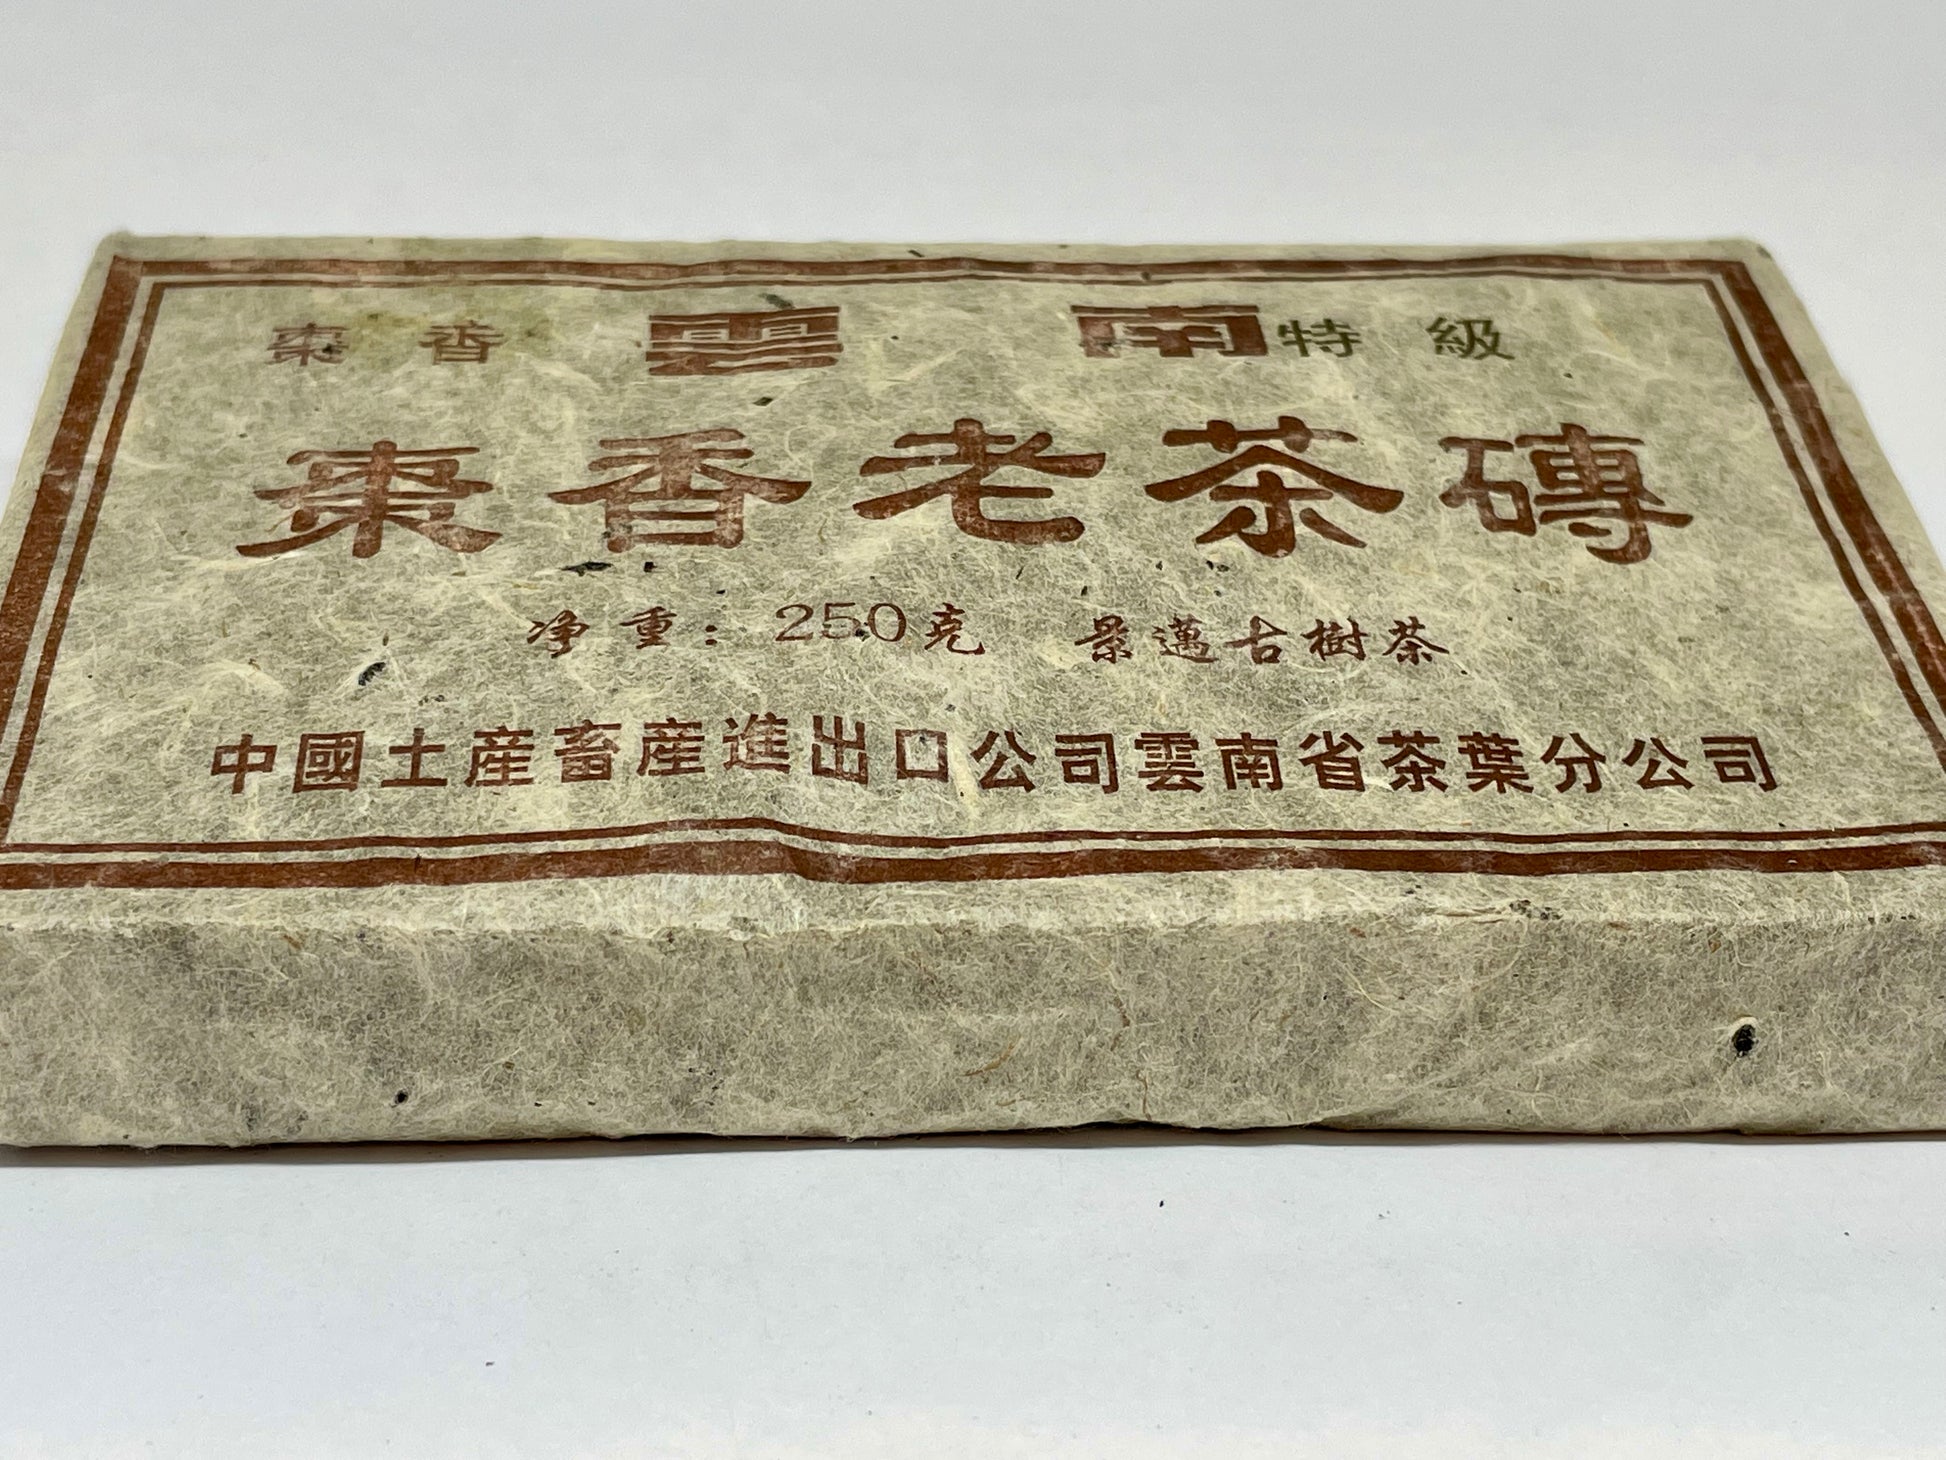 棗香 雲南 特級
棗香老茶磚
净重：250克 景邁古樹茶
中國土産畜産進出口公司雲南省茶葉分公司